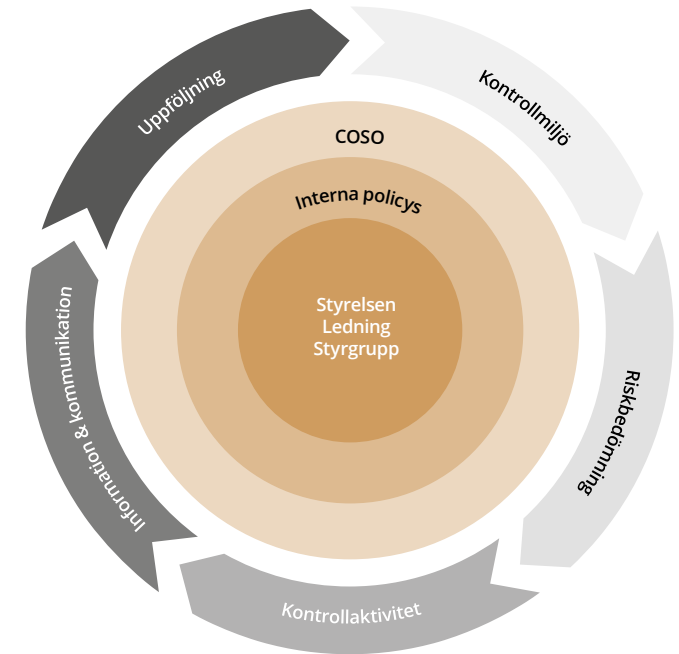 Uppföljning
Kontrollmiljö
COSO
Interna policys
Styrelsen
Ledning
Styrgrupp
Information & kommunikation
Riskbedömning
Kontrollaktivitet